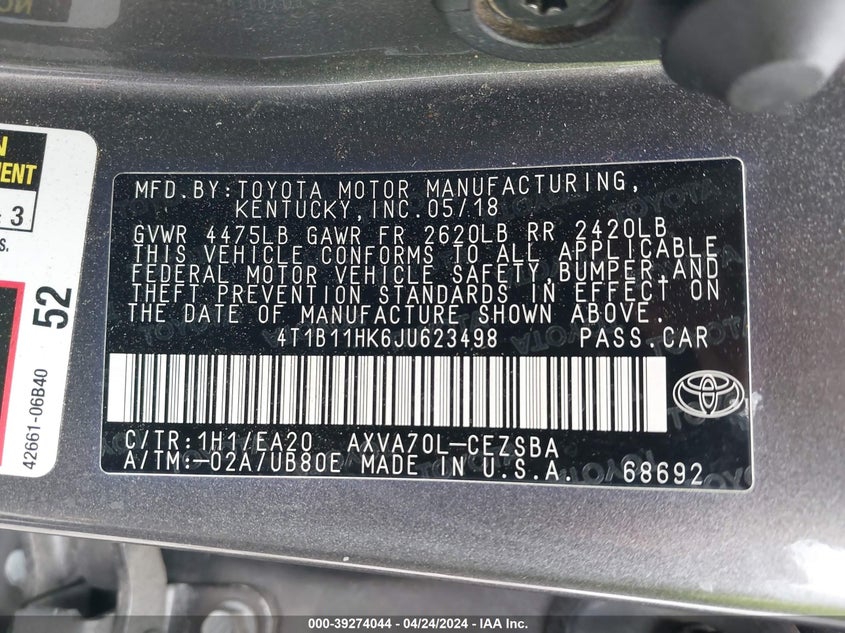 MFD.BY:TOYOTA MOTOR MANUFACTURING,
KENTUCKY,INC.05/18
GVWR 4475LB GAWR FR 2620LB RR 2420LB
THIS VEHICLE CONFORMS TO ALL APPLICABLE
FEDERAL MOTOR VEHICLE SAFETY,BUMPER,AND
THEFT PREVENTION STANDARDS IN EFFECT ON
THE DATE OF MANUFACTURE SHOWN ABOVE.
4T1B11HK6JU623498 PASS.CAR
C/TR:1H1/EA20 AXVA70L-CEZSBA
A/TM:-02A/UB80E MADE IN U.S.A. 68692
3
52
42661-06B40
000-39274044 / 04/24/2024 - IAA Inc.